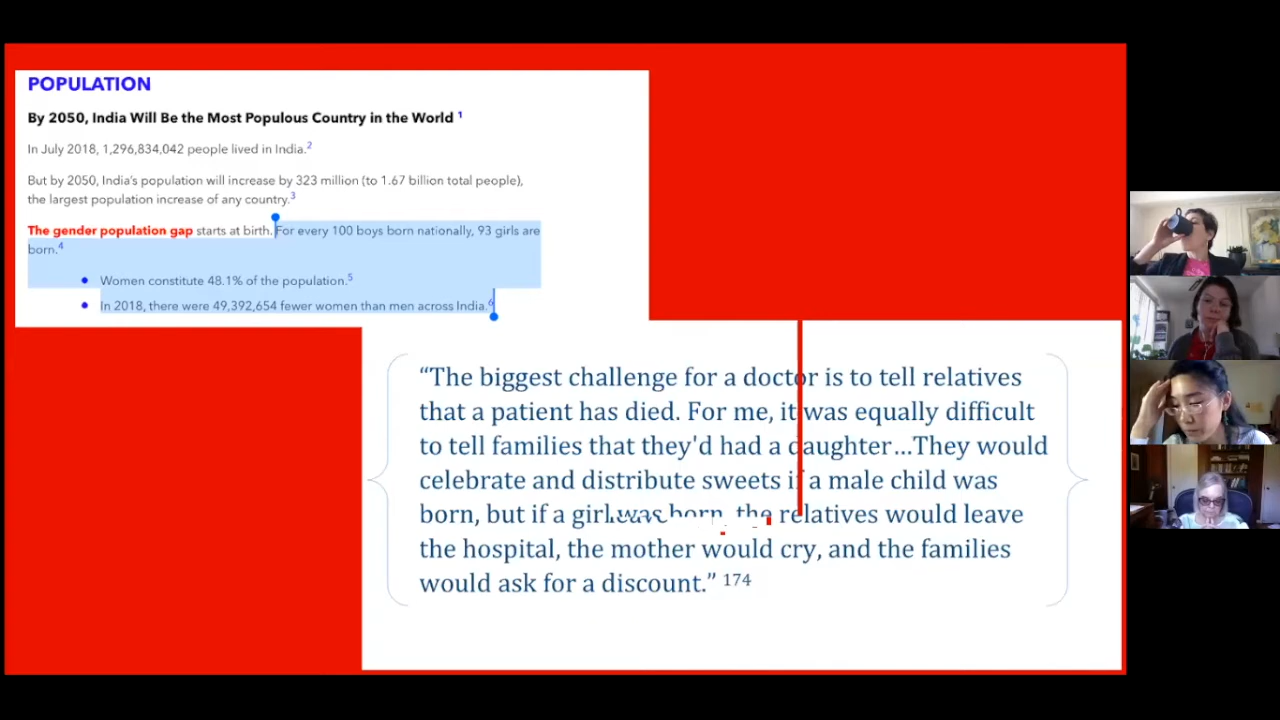 POPULATION
By 2050, India Will Be the Most Populous Country in the World 1
In July 2018, 1,296,834,042 people lived in India.2
But by 2050, India's population will increase by 323 million (to 1.67 billion total people),
the largest population increase of any country.3
The gender population gap starts at birth. For every 100 boys born nationally, 93 girls are
born.4
• Women constitute 48.1% of the population.5
• In 2018, there were 49,392,654 fewer women than men across India.6
“The biggest challenge for a doctor is to tell relatives
that a patient has died. For me, it was equally difficult
to tell families that they'd had a daughter…They would
celebrate and distribute sweets if a male child was
born, but if a girl was born, the relatives would leave
the hospital, the mother would cry, and the families
would ask for a discount.” 174